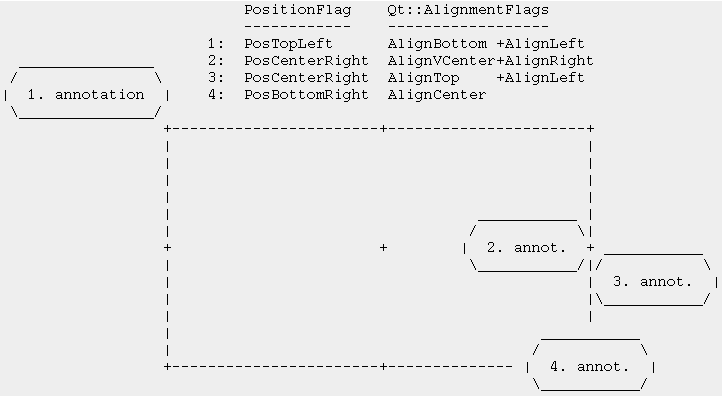 PositionFlag Qt::AlignmentFlags
1: PosTopLeft AlignBottom +AlignLeft
2: PosCenterRight AlignVCenter+AlignRight
3: PosCenterRight AlignTop +AlignLeft
4: PosBottomRight AlignCenter
1. annotation
2. annot.
3. annot.
4. annot.